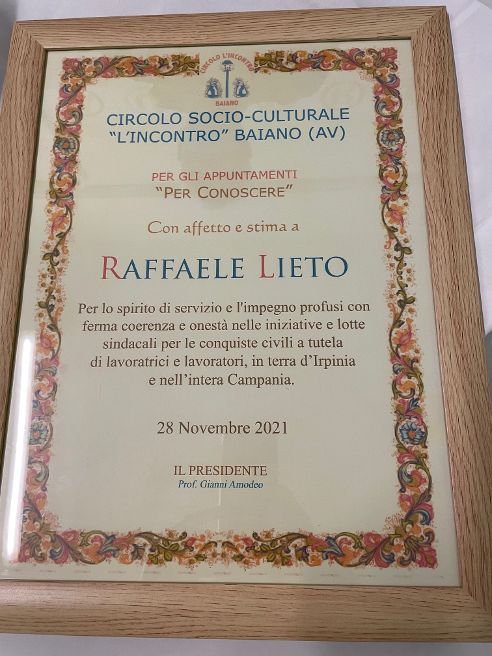 CIRCOLO L'INCONTRO
BAIANO
CIRCOLO SOCIO-CULTURALE
“L’INCONTRO” BAIANO (AV)
PER GLI APPUNTAMENTI
“PER CONOSCERE”
Con affetto e stima a
RAFFAELE LIETO
Per lo spirito di servizio e l'impegno profusi con
ferma coerenza e onestà nelle iniziative e lotte
sindacali per le conquiste civili a tutela
di lavoratrici e lavoratori, in terra d’Irpinia
e nell’intera Campania.
28 Novembre 2021
IL PRESIDENTE
Prof. Gianni Amodeo